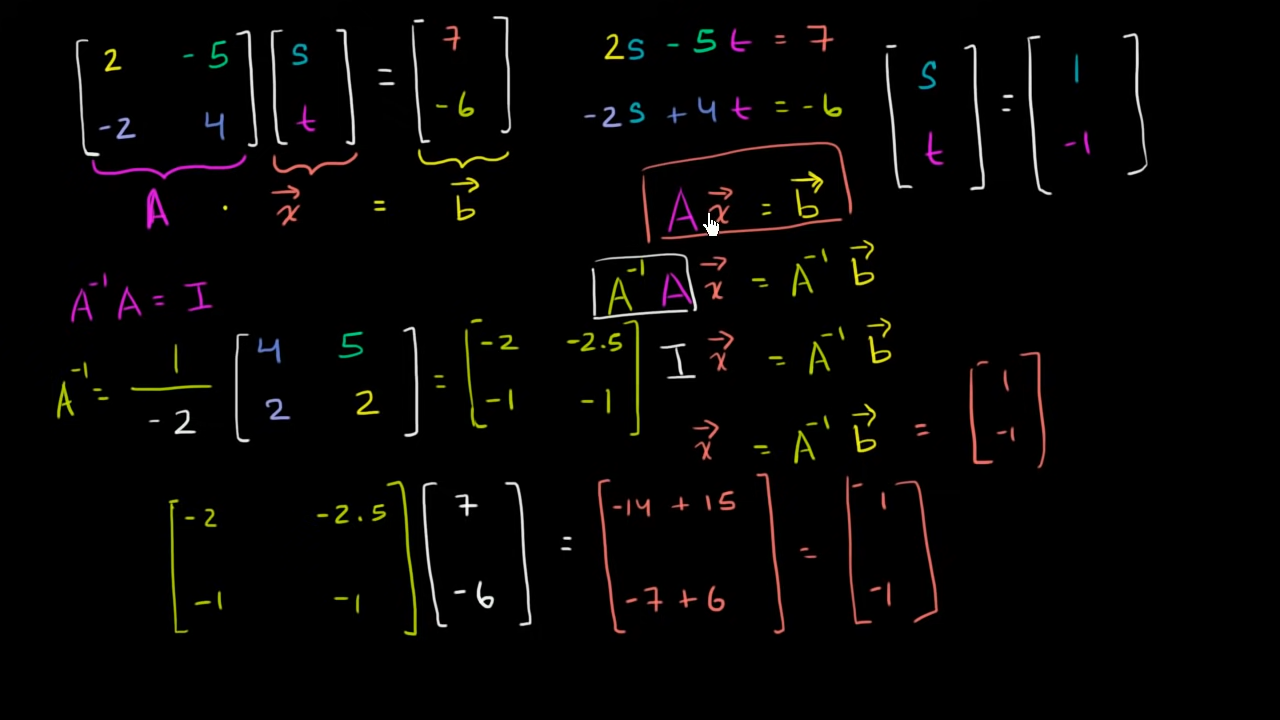 [2 -5; -2 4] [s; t] = [7; -6]
A · x⃗ = b⃗
2s - 5t = 7
-2s + 4t = -6
[s; t] = [1; -1]
A x⃗ = b⃗
A⁻¹ A x⃗ = A⁻¹ b⃗
I x⃗ = A⁻¹ b⃗
x⃗ = A⁻¹ b⃗ = [1; -1]
A⁻¹A = I
A⁻¹ = 1/-2 [4 5; 2 2] = [-2 -2.5; -1 -1]
[-2 -2.5; -1 -1] [7; -6] = [-14 + 15; -7 + 6] = [1; -1]